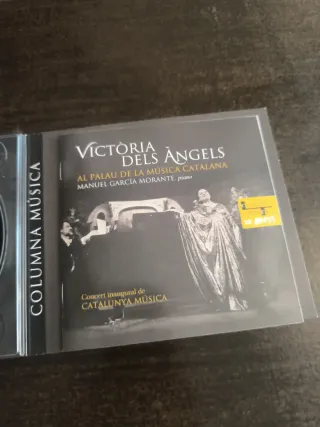 COLUMNA MÚSICA
VICTÒRIA
DELS ÀNGELS
AL PALAU DE LA MÚSICA CATALANA
MANUEL GARCÍA MORANTE, piano
Concert inaugural de
CATALUNYA MÚSICA